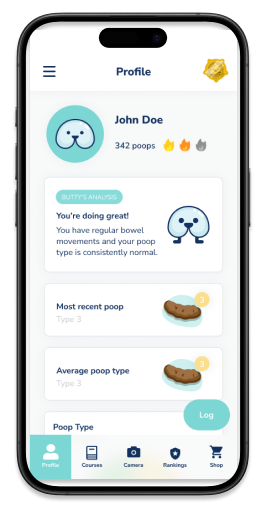 Profile
John Doe
342 poops
BUTTY'S ANALYSIS
You're doing great!
You have regular bowel
movements and your poop
type is consistently normal.
Most recent poop
Type 3
3
Average poop type
Type 3
3
Poop Type
Log
Profile
Courses
Camera
Rankings
Shop